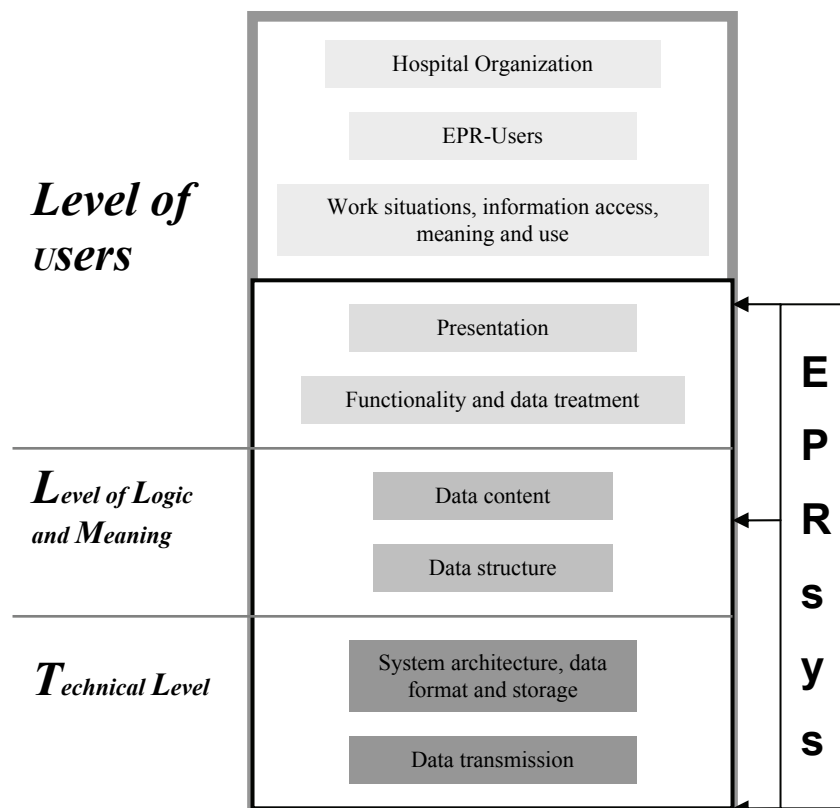 Hospital Organization
EPR-Users
Work situations, information access,
meaning and use
Level of
users
Presentation
Functionality and data treatment
Level of Logic
and Meaning
Data content
Data structure
Technical Level
System architecture, data
format and storage
Data transmission
E
P
R
s
y
s